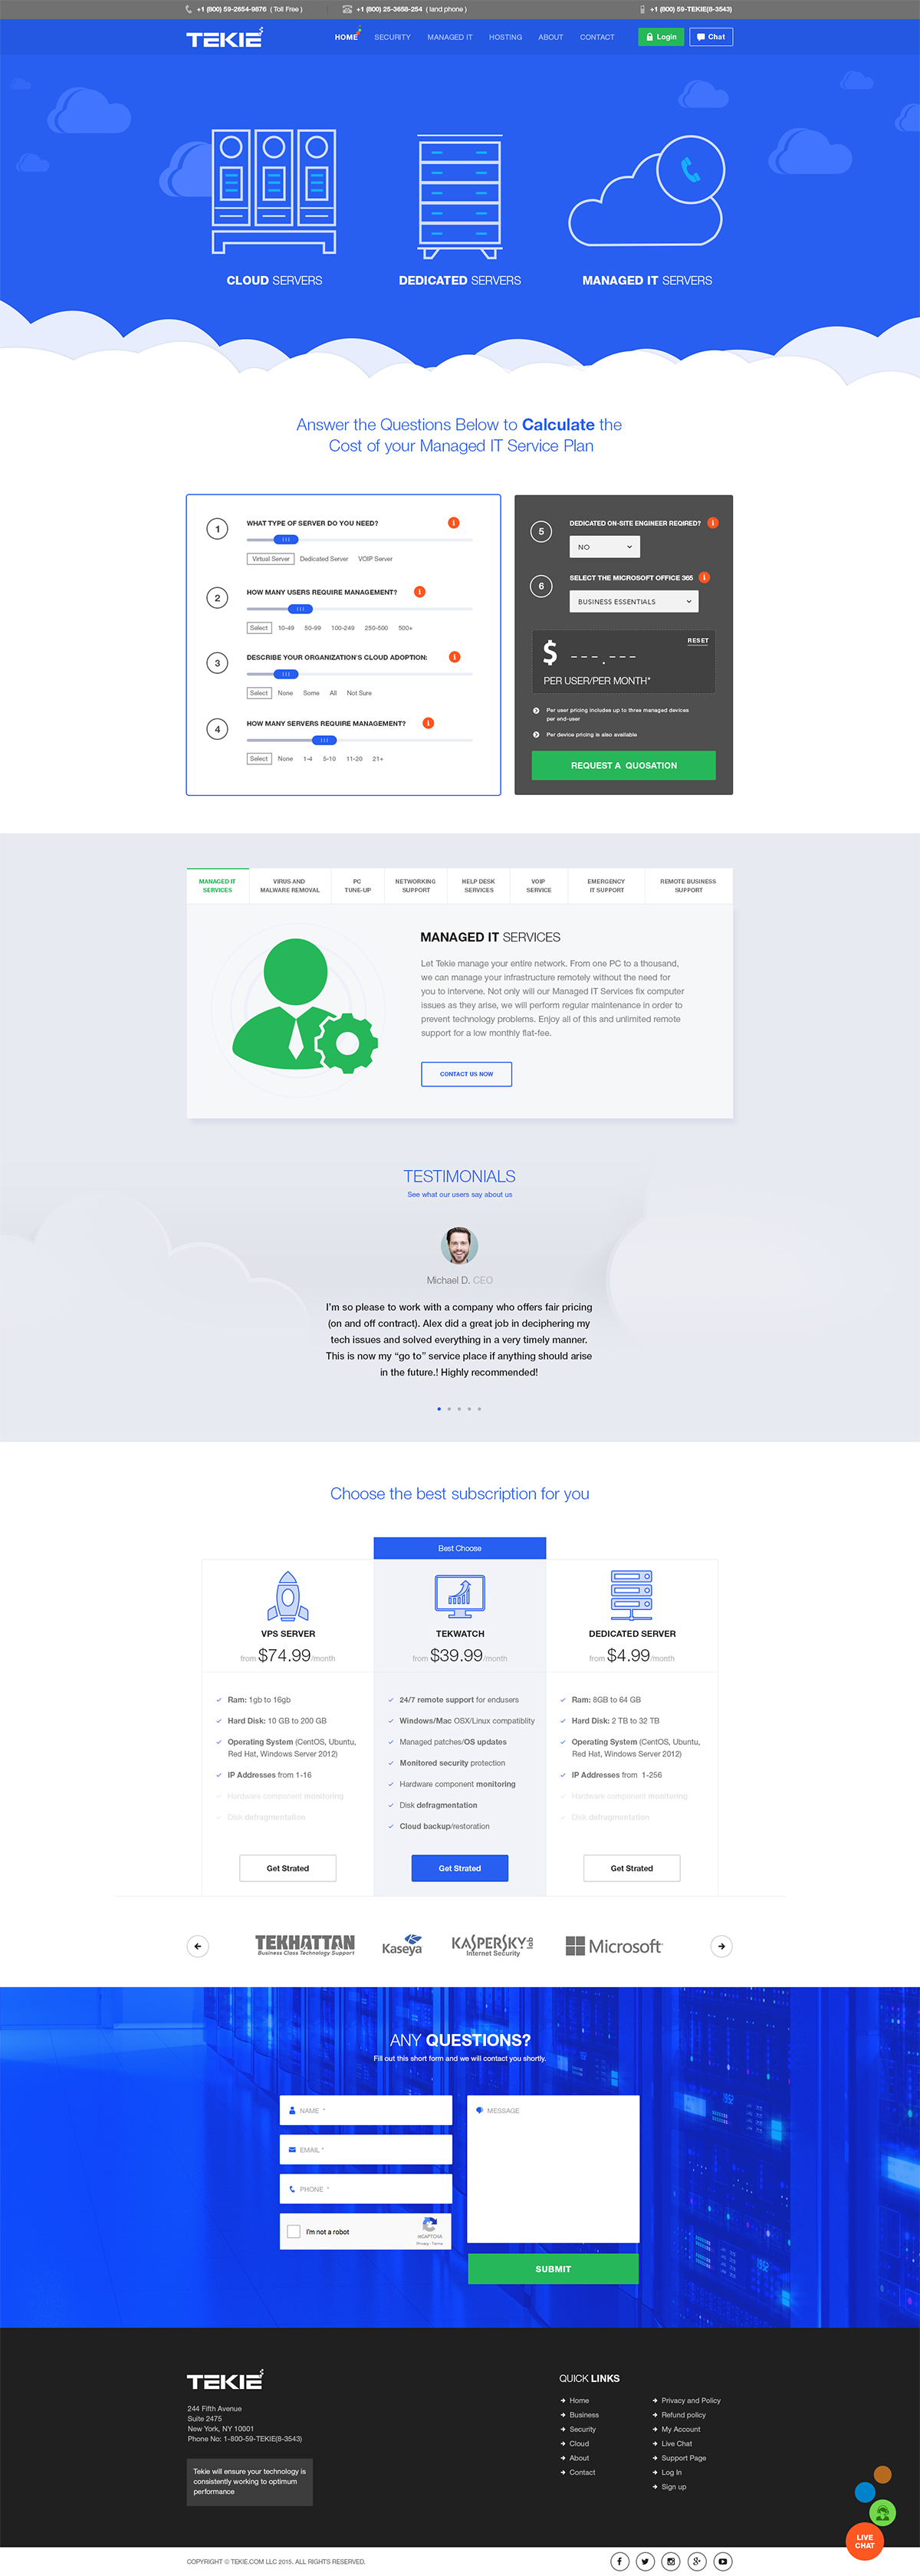 +1 (800) 59-2654-9876 ( Toll Free )
+1 (800) 25-3658-254 ( land phone )
+1 (800) 59-TEKIE(8-3543)
TEKIE
HOME SECURITY MANAGED IT HOSTING ABOUT CONTACT
Login
Chat
CLOUD SERVERS
DEDICATED SERVERS
MANAGED IT SERVERS
Answer the Questions Below to Calculate the
Cost of your Managed IT Service Plan
1
WHAT TYPE OF SERVER DO YOU NEED?
i
Virtual Server Dedicated Server VOIP Server
2
HOW MANY USERS REQUIRE MANAGEMENT?
i
Select 10-49 50-99 100-249 250-500 500+
3
DESCRIBE YOUR ORGANIZATION'S CLOUD ADOPTION:
i
Select None Some All Not Sure
4
HOW MANY SERVERS REQUIRE MANAGEMENT?
i
Select None 1-4 5-10 11-20 21+
5
DEDICATED ON-SITE ENGINEER REQIRED?
i
NO
6
SELECT THE MICROSOFT OFFICE 365
i
BUSINESS ESSENTIALS
RESET
$ ---.---
PER USER/PER MONTH*
Per user pricing includes up to three managed devices
per end-user
Per device pricing is also available
REQUEST A QUOSATION
MANAGED IT
SERVICES
VIRUS AND
MALWARE REMOVAL
PC
TUNE-UP
NETWORKING
SUPPORT
HELP DESK
SERVICES
VOIP
SERVICE
EMERGENCY
IT SUPPORT
REMOTE BUSINESS
SUPPORT
MANAGED IT SERVICES
Let Tekie manage your entire network. From one PC to a thousand,
we can manage your infrastructure remotely without the need for
you to intervene. Not only will our Managed IT Services fix computer
issues as they arise, we will perform regular maintenance in order to
prevent technology problems. Enjoy all of this and unlimited remote
support for a low monthly flat-fee.
CONTACT US NOW
TESTIMONIALS
See what our users say about us
Michael D. CEO
I'm so please to work with a company who offers fair pricing
(on and off contract). Alex did a great job in deciphering my
tech issues and solved everything in a very timely manner.
This is now my “go to” service place if anything should arise
in the future.! Highly recommended!
Choose the best subscription for you
VPS SERVER
from $74.99/month
Ram: 1gb to 16gb
Hard Disk: 10 GB to 200 GB
Operating System (CentOS, Ubuntu,
Red Hat, Windows Server 2012)
IP Addresses from 1-16
Hardware component monitoring
Disk defragmentation
Get Strated
Best Choose
TEKWATCH
from $39.99/month
24/7 remote support for endusers
Windows/Mac OSX/Linux compatiblity
Managed patches/OS updates
Monitored security protection
Hardware component monitoring
Disk defragmentation
Cloud backup/restoration
Get Strated
DEDICATED SERVER
from $4.99/month
Ram: 8GB to 64 GB
Hard Disk: 2 TB to 32 TB
Operating System (CentOS, Ubuntu,
Red Hat, Windows Server 2012)
IP Addresses from 1-256
Hardware component monitoring
Disk defragmentation
Get Strated
TEKHATTAN
Business Class Technology Support
Kaseya
KASPERSKY lab
Internet Security
Microsoft
ANY QUESTIONS?
Fill out this short form and we will contact you shortly.
NAME *
EMAIL *
PHONE *
I'm not a robot
reCAPTCHA
Privacy - Terms
MESSAGE
SUBMIT
TEKIE
244 Fifth Avenue
Suite 2475
New York, NY 10001
Phone No: 1-800-59-TEKIE(8-3543)
Tekie will ensure your technology is
consistently working to optimum
performance
QUICK LINKS
Home
Business
Security
Cloud
About
Contact
Privacy and Policy
Refund policy
My Account
Live Chat
Support Page
Log In
Sign up
LIVE
CHAT
COPYRIGHT © TEKIE.COM LLC 2015. ALL RIGHTS RESERVED.